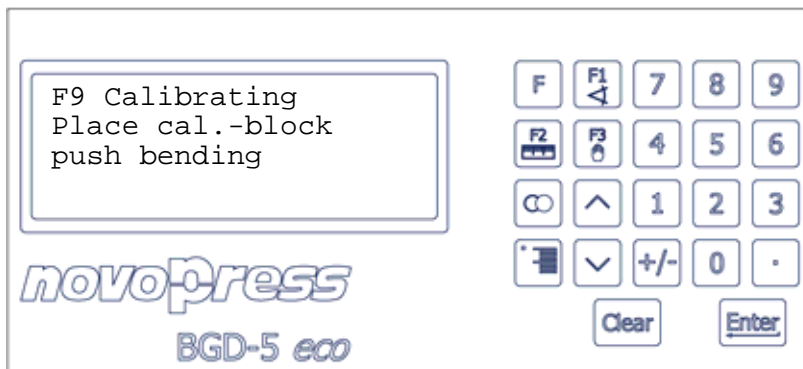 F9 Calibrating
Place cal.-block
push bending
F F1 7 8 9
F2 F3 4 5 6
1 2 3
+/- 0 .
Clear Enter
novopress
BGD-5 eco